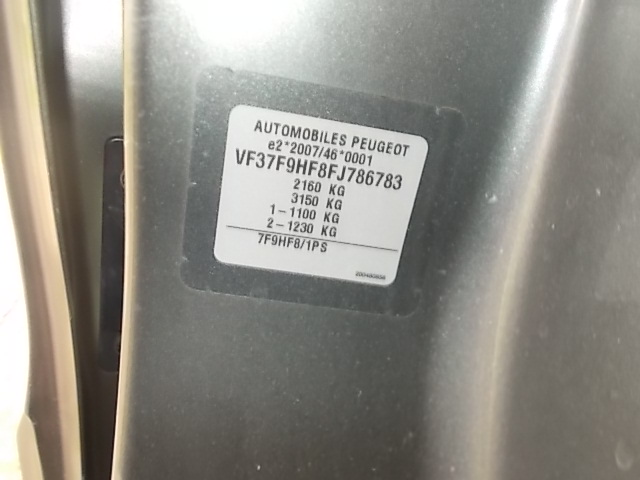 AUTOMOBILES PEUGEOT
e2*2007/46*0001
VF37F9HF8FJ786783
2160 KG
3150 KG
1-1100 KG
2-1230 KG
7F9HF8/1PS